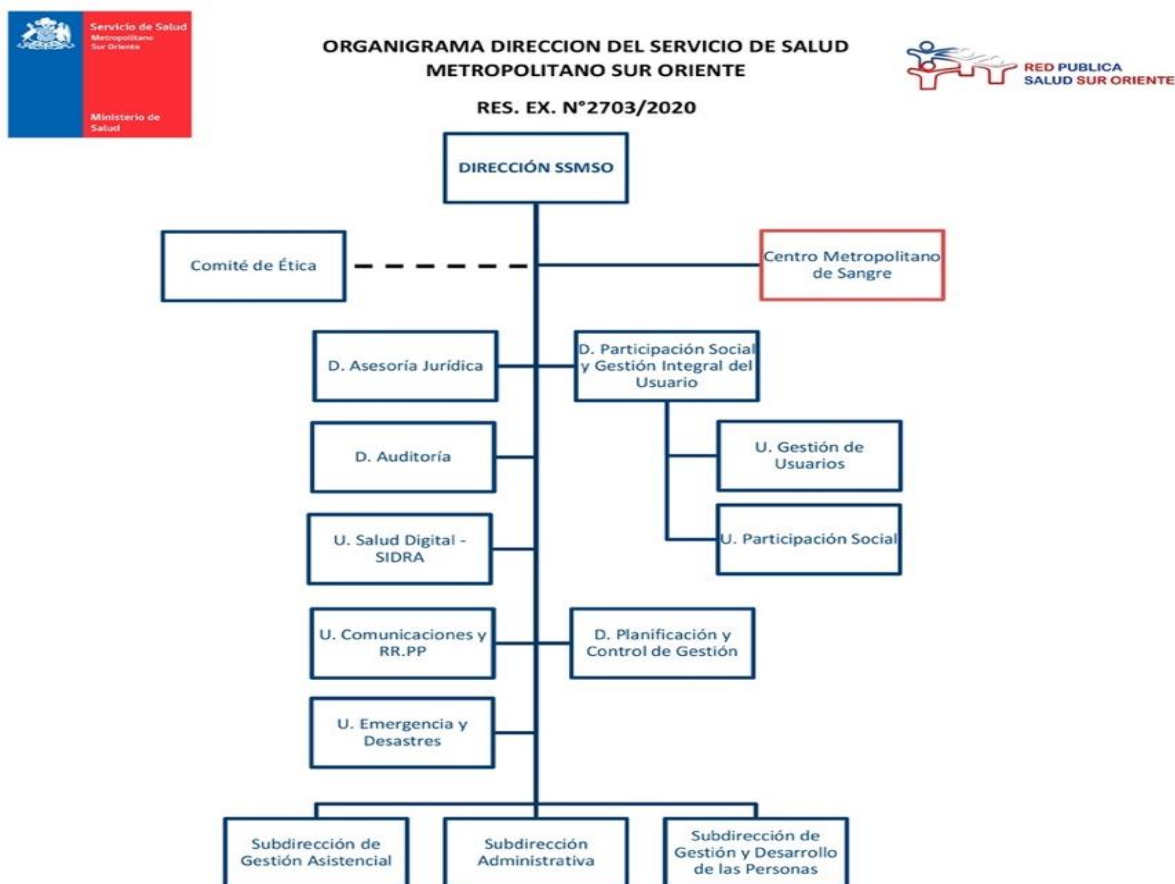 Servicio de Salud
Metropolitano
Sur Oriente
Ministerio de
Salud
ORGANIGRAMA DIRECCION DEL SERVICIO DE SALUD
METROPOLITANO SUR ORIENTE
RES. EX. N°2703/2020
RED PUBLICA
SALUD SUR ORIENTE
DIRECCIÓN SSMSO
Comité de Ética
Centro Metropolitano
de Sangre
D. Asesoría Jurídica
D. Participación Social
y Gestión Integral del
Usuario
D. Auditoría
U. Gestión de
Usuarios
U. Salud Digital -
SIDRA
U. Participación Social
U. Comunicaciones y
RR.PP
D. Planificación y
Control de Gestión
U. Emergencia y
Desastres
Subdirección de
Gestión Asistencial
Subdirección
Administrativa
Subdirección de
Gestión y Desarrollo
de las Personas